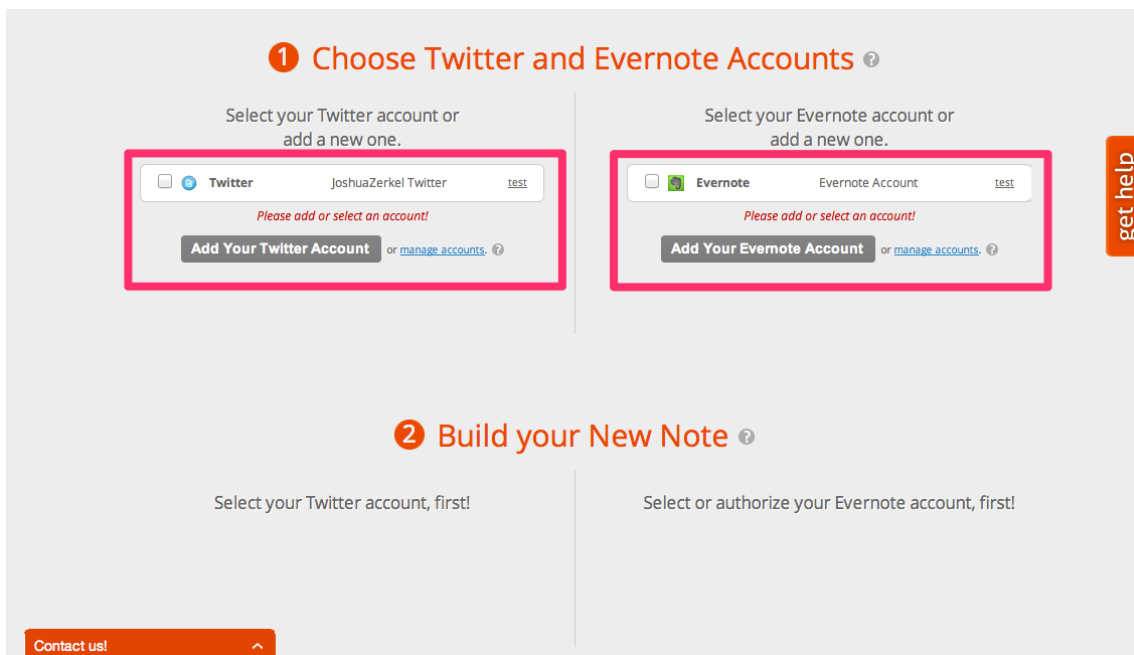 1 Choose Twitter and Evernote Accounts ?
Select your Twitter account or
add a new one.
Twitter JoshuaZerkel Twitter test
Please add or select an account!
Add Your Twitter Account or manage accounts. ?
Select your Evernote account or
add a new one.
Evernote Evernote Account test
Please add or select an account!
Add Your Evernote Account or manage accounts. ?
get help
2 Build your New Note ?
Select your Twitter account, first!
Select or authorize your Evernote account, first!
Contact us!